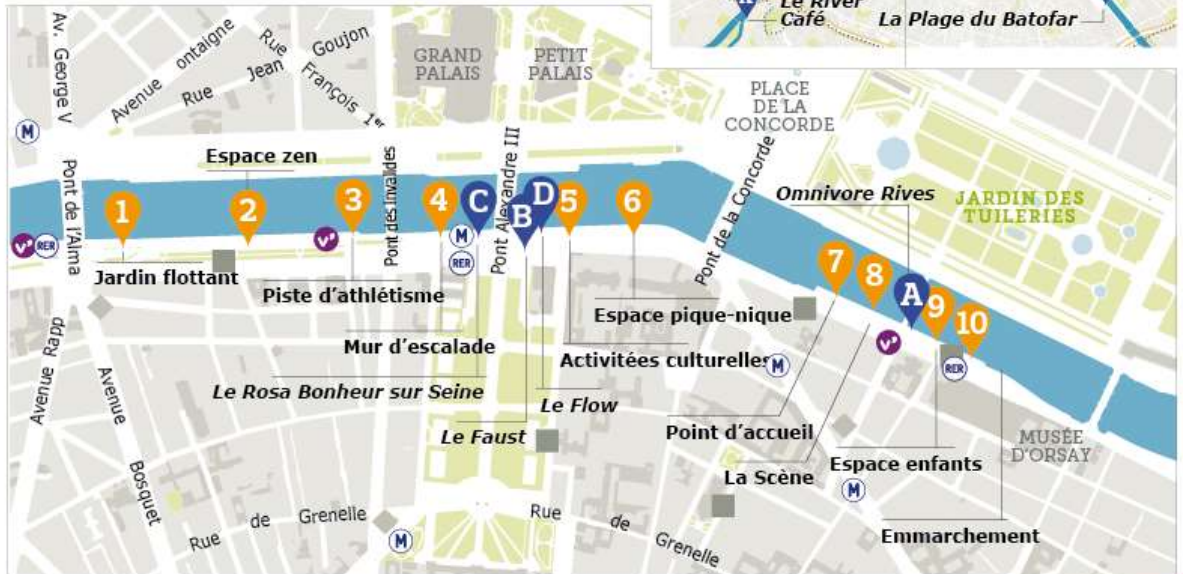 Le River
Café
La Plage du Batofar
Av. George V
Avenue ontaigne
Rue Jean Goujon
Rue François 1er
GRAND
PALAIS
PETIT
PALAIS
PLACE
DE LA
CONCORDE
JARDIN DES
TUILERIES
M
Espace zen
Pont de l'Alma
Pont des Invalides
Pont Alexandre III
Pont de la Concorde
Omnivore Rives
1
2
3
4
C
B
D
5
6
7
8
A
9
10
V'
RER
V'
M
RER
V'
RER
Jardin flottant
Piste d'athlétisme
Mur d'escalade
Le Rosa Bonheur sur Seine
Le Faust
Le Flow
Espace pique-nique
Activitées culturelles
M
Point d'accueil
La Scène
Espace enfants
Emmarchement
MUSÉE
D'ORSAY
M
Avenue Rapp
Avenue Bosquet
Rue de Grenelle
M
Rue de Grenelle